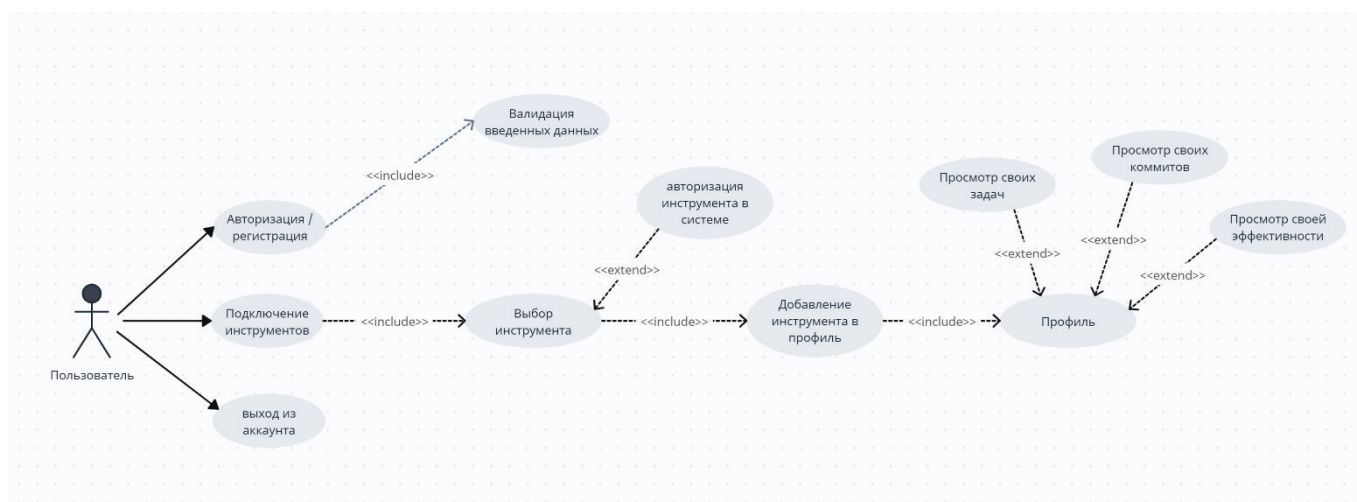 Валидация
введенных данных
<<include>>
Авторизация /
регистрация
авторизация
инструмента в
системе
<<extend>>
Просмотр своих
задач
Просмотр своих
коммитов
Просмотр своей
эффективности
<<extend>>
<<extend>>
<<extend>>
Пользователь
Подключение
инструментов
<<include>>
Выбор
инструмента
<<include>>
Добавление
инструмента в
профиль
<<include>>
Профиль
выход из
аккаунта